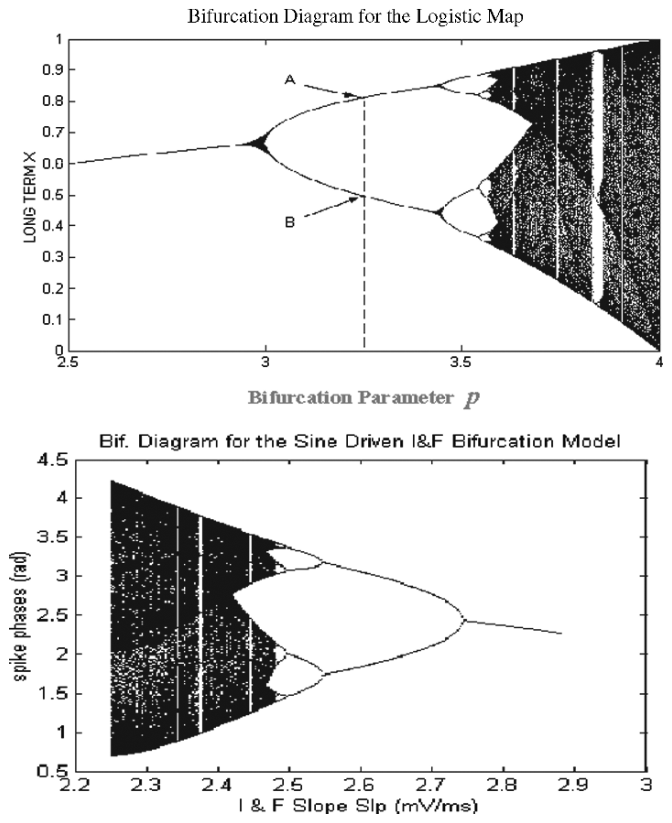 Bifurcation Diagram for the Logistic Map
1
0.9
0.8
0.7
0.6
0.5
0.4
0.3
0.2
0.1
0
LONG TERM X
A
B
2.5 3 3.5 4
Bifurcation Parameter p
Bif. Diagram for the Sine Driven I&F Bifurcation Model
4.5
4
3.5
3
2.5
2
1.5
1
0.5
spike phases (rad)
2.2 2.3 2.4 2.5 2.6 2.7 2.8 2.9 3
I & F Slope Slp (mV/ms)